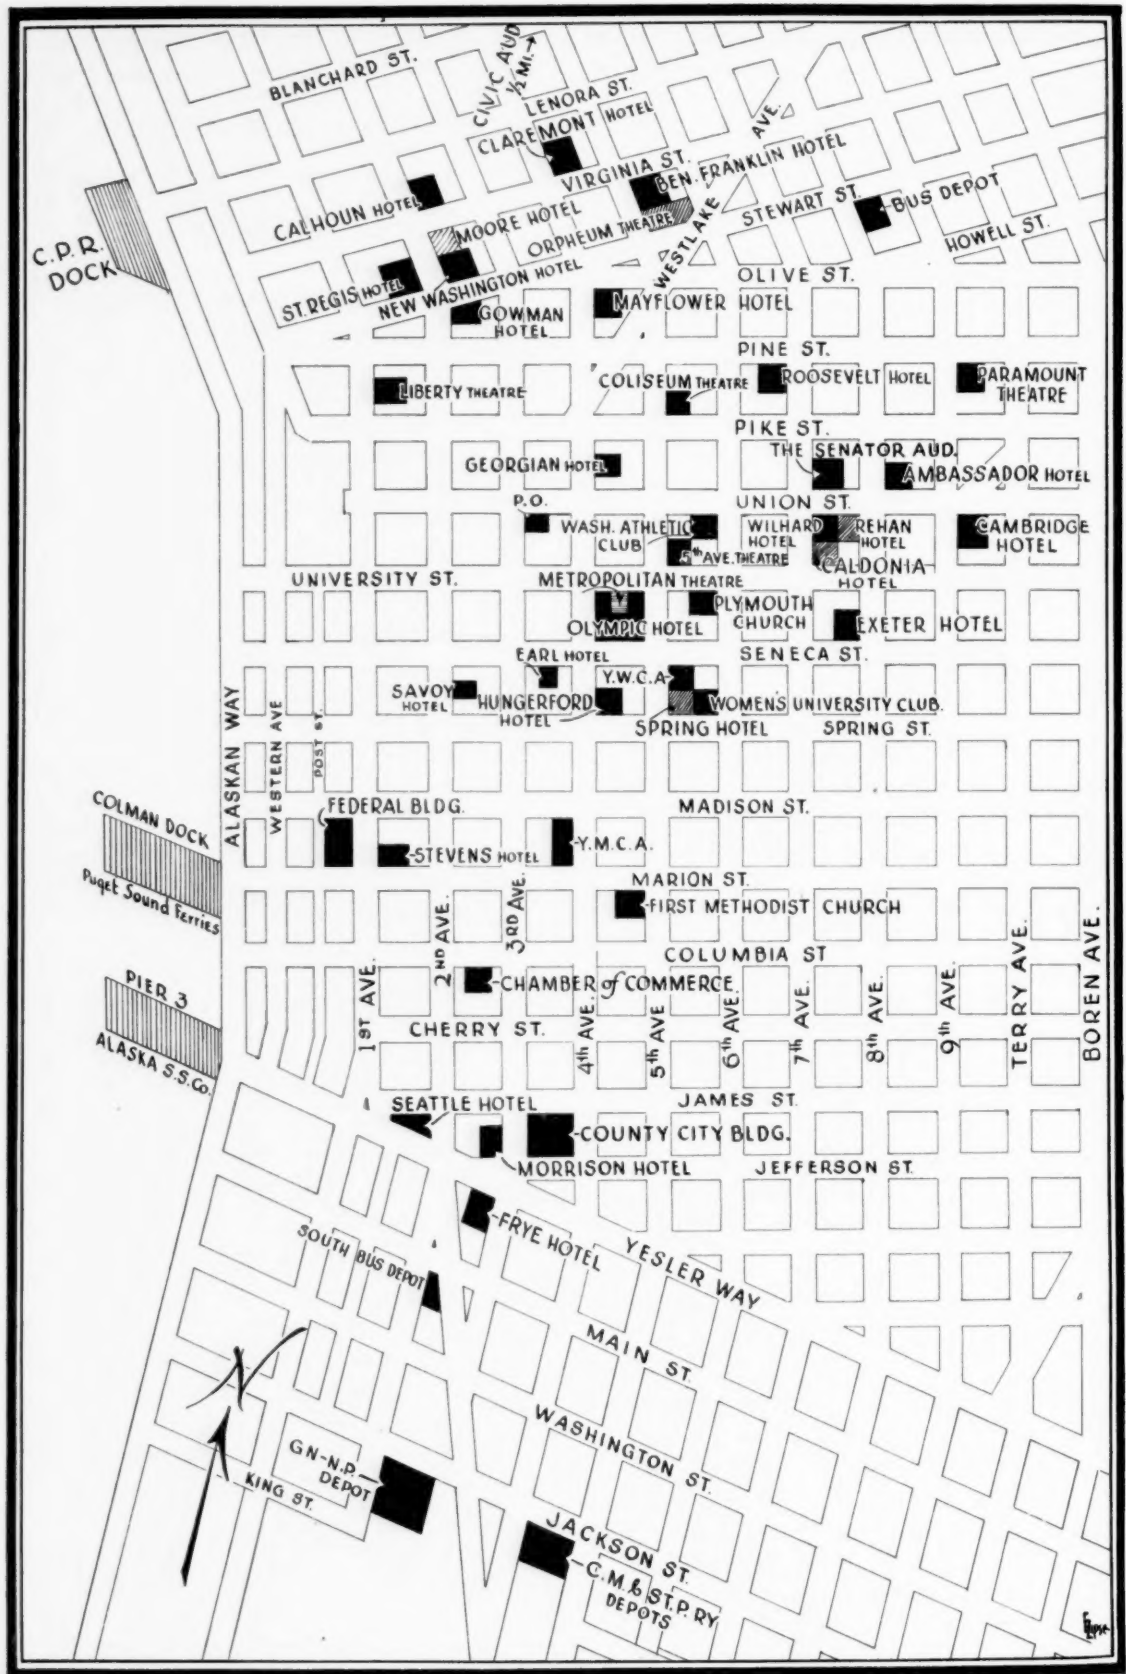 BLANCHARD ST.
CIVIC AUD
½ MI.
LENORA ST.
CLAREMONT HOTEL
VIRGINIA ST.
BEN. FRANKLIN HOTEL
WESTLAKE AVE.
CALHOUN HOTEL
MOORE HOTEL
ORPHEUM THEATRE
STEWART ST.
BUS DEPOT
HOWELL ST.
C.P.R.
DOCK
ST. REGIS HOTEL
NEW WASHINGTON HOTEL
OLIVE ST.
GOWMAN
HOTEL
MAYFLOWER HOTEL
PINE ST.
LIBERTY THEATRE
COLISEUM THEATRE
ROOSEVELT HOTEL
PARAMOUNT
THEATRE
PIKE ST.
THE SENATOR AUD.
GEORGIAN HOTEL
AMBASSADOR HOTEL
UNION ST.
P.O.
WASH. ATHLETIC
CLUB
5th AVE. THEATRE
WILHARD
HOTEL
REHAN
HOTEL
CALDONIA
HOTEL
CAMBRIDGE
HOTEL
UNIVERSITY ST.
METROPOLITAN THEATRE
OLYMPIC HOTEL
PLYMOUTH
CHURCH
EXETER HOTEL
SENECA ST.
EARL HOTEL
SAVOY
HOTEL
HUNGERFORD
HOTEL
Y.W.C.A
WOMEN'S UNIVERSITY CLUB.
SPRING HOTEL
SPRING ST.
ALASKAN WAY
WESTERN AVE
POST ST.
FEDERAL BLDG.
MADISON ST.
COLMAN DOCK
Puget Sound Ferries
STEVENS HOTEL
Y.M.C.A.
MARION ST.
FIRST METHODIST CHURCH
COLUMBIA ST
PIER 3
ALASKA S.S.Co.
CHAMBER of COMMERCE.
1ST AVE.
2ND AVE.
3RD AVE.
4th AVE.
5th AVE.
6th AVE.
7th AVE.
8th AVE.
9th AVE.
TERRY AVE.
BOREN AVE.
CHERRY ST.
SEATTLE HOTEL
JAMES ST.
COUNTY CITY BLDG.
MORRISON HOTEL
JEFFERSON ST.
FRYE HOTEL
SOUTH BUS DEPOT
YESLER WAY
MAIN ST.
WASHINGTON ST.
N
GN-N.P.
DEPOT
KING ST.
JACKSON ST.
C.M. & ST. P. RY
DEPOTS